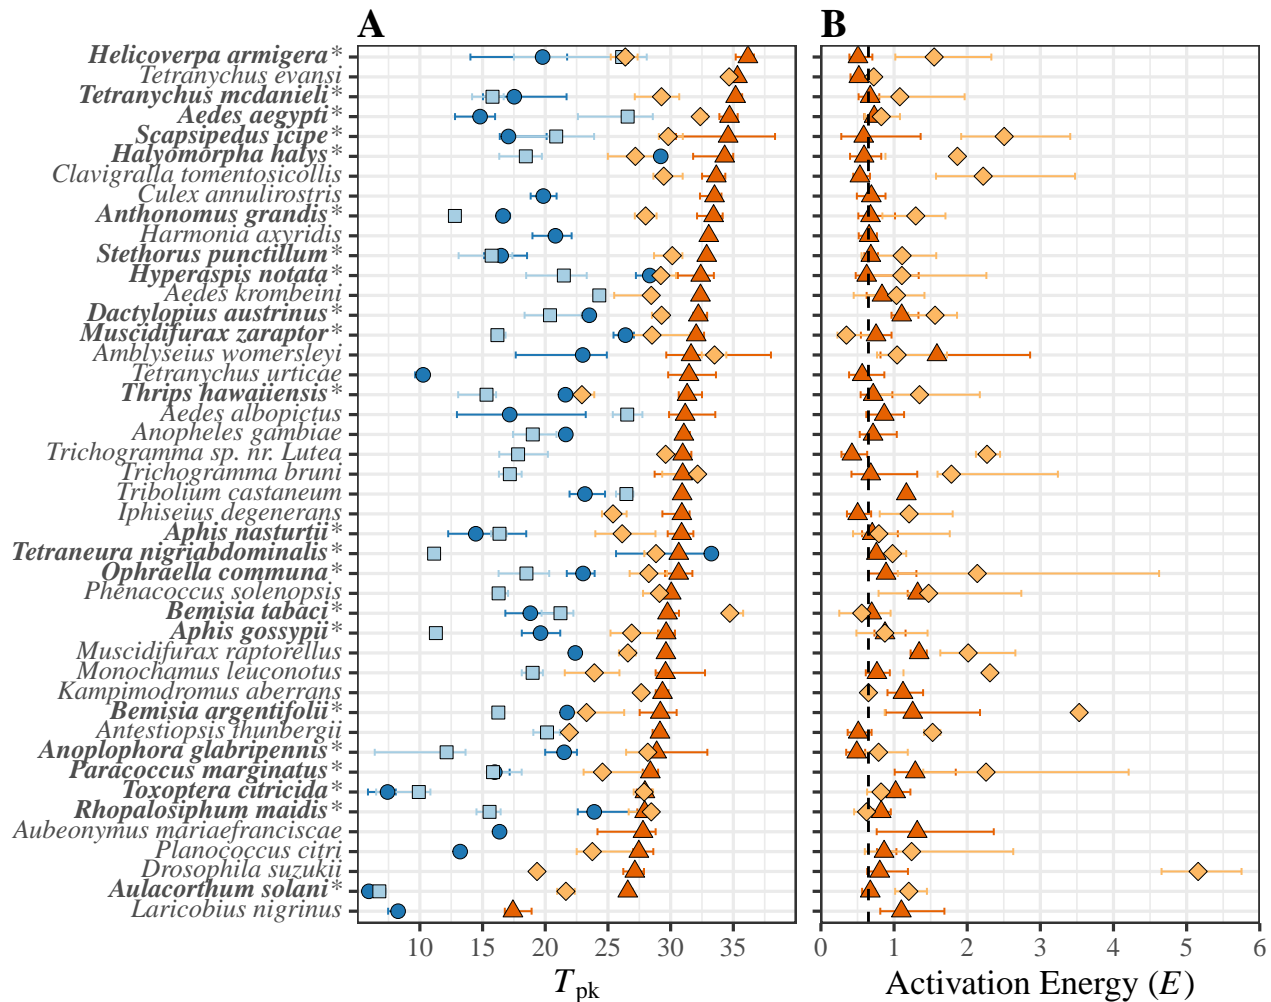 A
B
Helicoverpa armigera*
Tetranychus evansi
Tetranychus mcdanieli*
Aedes aegypti*
Scapsipedus icipe*
Halyomorpha halys*
Clavigralla tomentosicollis
Culex annulirostris
Anthonomus grandis*
Harmonia axyridis
Stethorus punctillum*
Hyperaspis notata*
Aedes krombeini
Dactylopius austrinus*
Muscidifurax zaraptor*
Amblyseius womersleyi
Tetranychus urticae
Thrips hawaiiensis*
Aedes albopictus
Anopheles gambiae
Trichogramma sp. nr. Lutea
Trichogramma bruni
Tribolium castaneum
Iphiseius degenerans
Aphis nasturtii*
Tetraneura nigriabdominalis*
Ophraella communa*
Phenacoccus solenopsis
Bemisia tabaci*
Aphis gossypii*
Muscidifurax raptorellus
Monochamus leuconotus
Kampimodromus aberrans
Bemisia argentifolii*
Antestiopsis thunbergii
Anoplophora glabripennis*
Paracoccus marginatus*
Toxoptera citricida*
Rhopalosiphum maidis*
Aubeonymus mariaefranciscae
Planococcus citri
Drosophila suzukii
Aulacorthum solani*
Laricobius nigrinus
10 15 20 25 30 35
0 1 2 3 4 5 6
Tpk
Activation Energy (E)